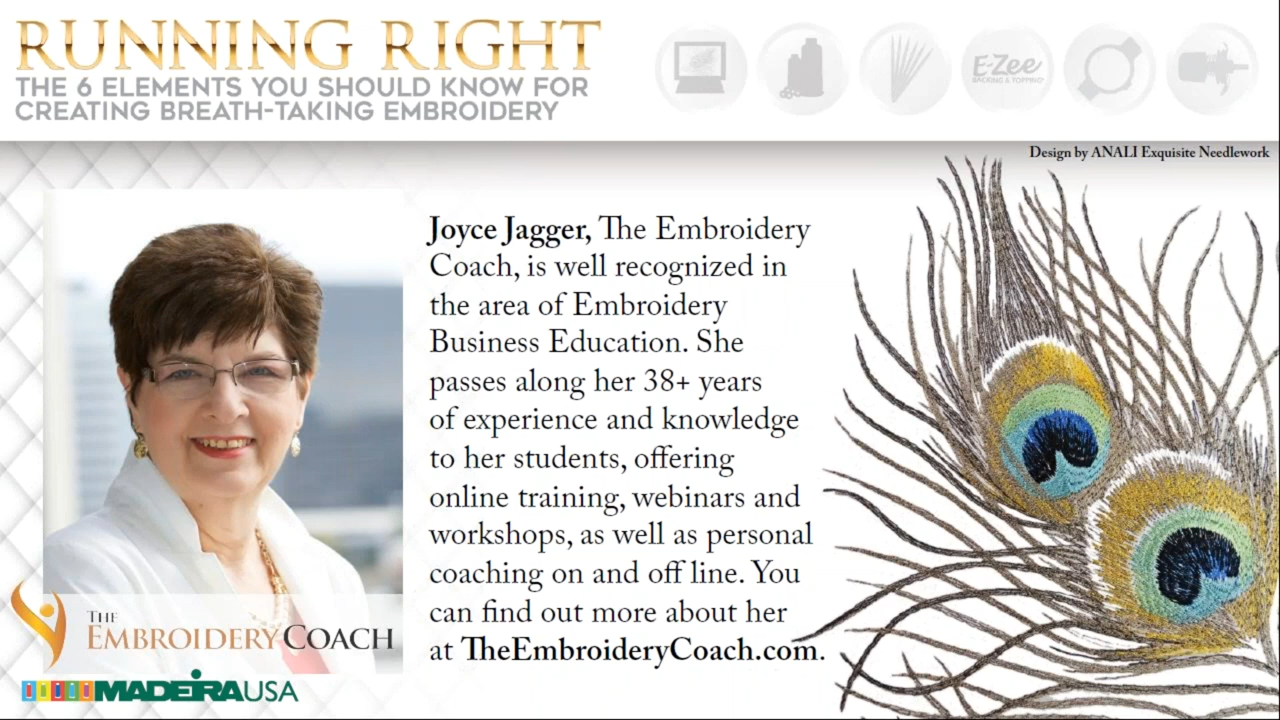 RUNNING RIGHT
THE 6 ELEMENTS YOU SHOULD KNOW FOR
CREATING BREATH-TAKING EMBROIDERY
E-Zee
BACKING & TOPPING
Design by ANALI Exquisite Needlework
Joyce Jagger, The Embroidery
Coach, is well recognized in
the area of Embroidery
Business Education. She
passes along her 38+ years
of experience and knowledge
to her students, offering
online training, webinars and
workshops, as well as personal
coaching on and off line. You
can find out more about her
at TheEmbroideryCoach.com.
THE
EMBROIDERY COACH
MADEIRA USA